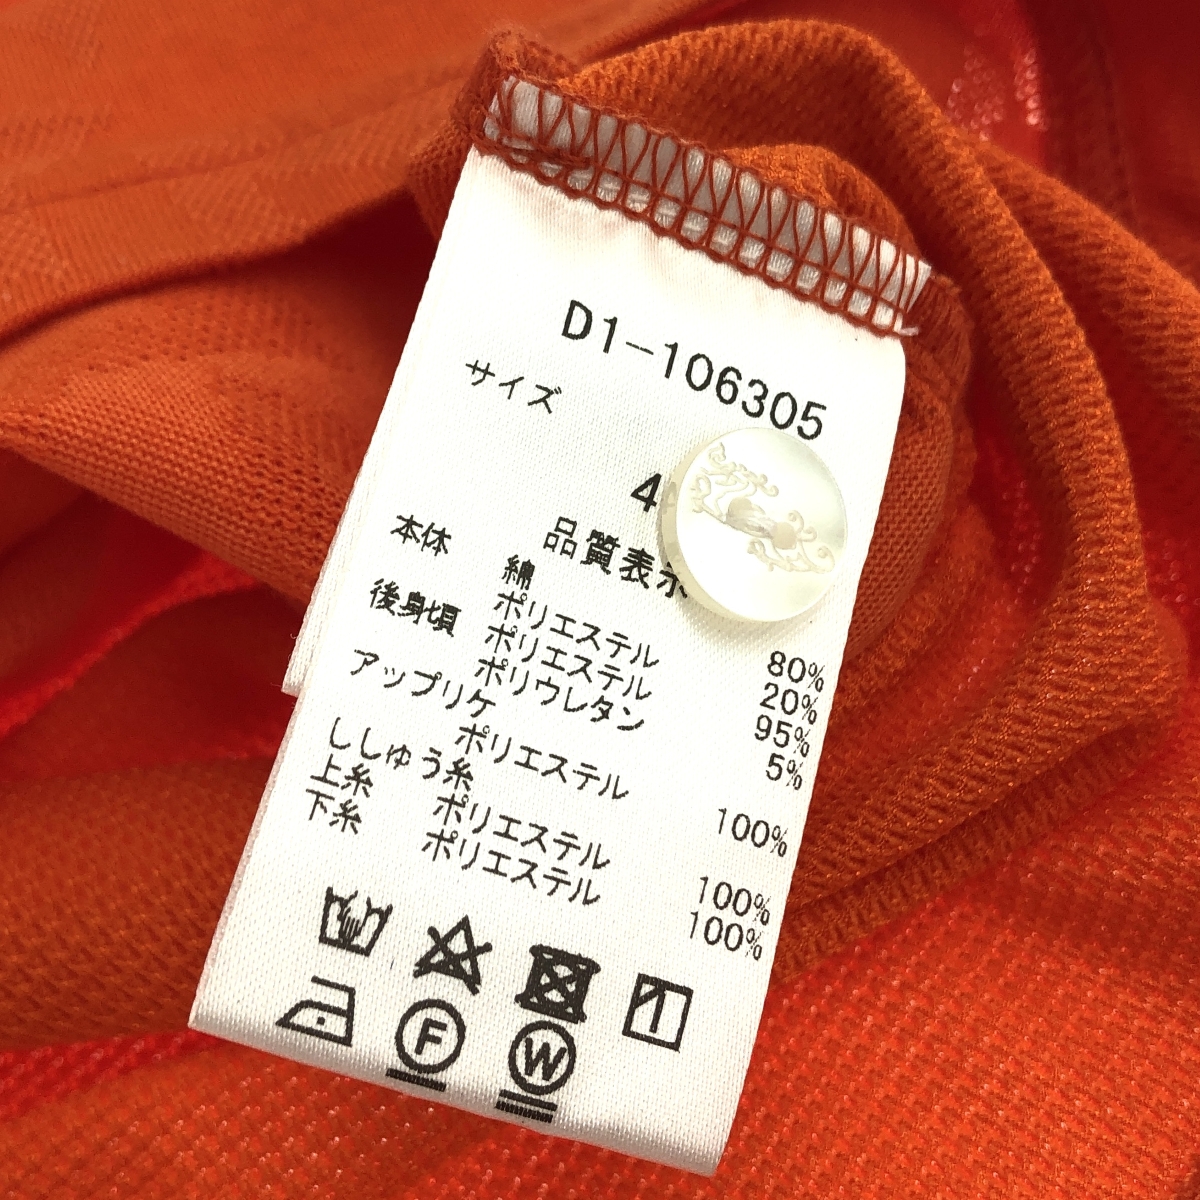 D1-106305
サイズ
4
品質表示
本体
綿 80%
ポリエステル 20%
後身頃
ポリエステル 95%
ポリウレタン 5%
アップリケ
ポリエステル 100%
ししゅう糸
上糸 ポリエステル 100%
下糸 ポリエステル 100%
F
W